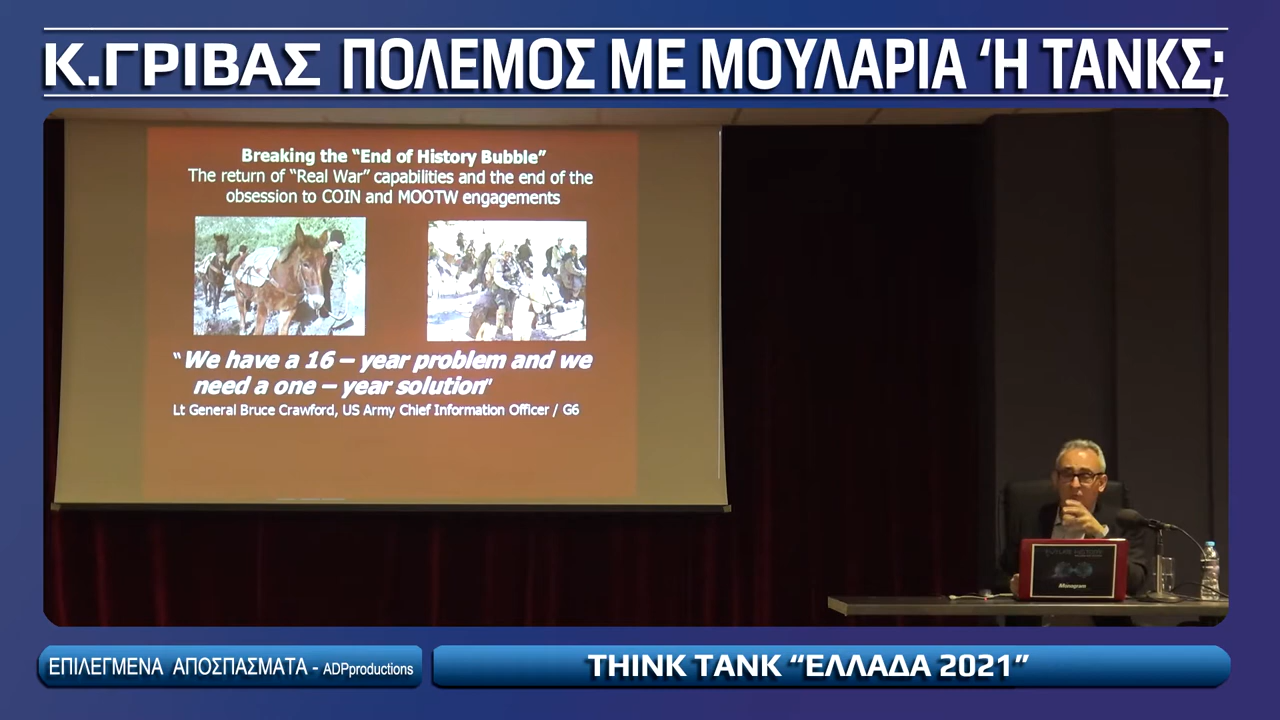 Κ.ΓΡΙΒΑΣ ΠΟΛΕΜΟΣ ΜΕ ΜΟΥΛΑΡΙΑ ‘Η ΤΑΝΚΣ;
Breaking the “End of History Bubble”
The return of “Real War” capabilities and the end of the
obsession to COIN and MOOTW engagements
“We have a 16 – year problem and we
need a one – year solution”
Lt General Bruce Crawford, US Army Chief Information Officer / G6
Monogram
ΕΠΙΛΕΓΜΕΝΑ ΑΠΟΣΠΑΣΜΑΤΑ - ADPproductions
THINK TANK “ΕΛΛΑΔΑ 2021”